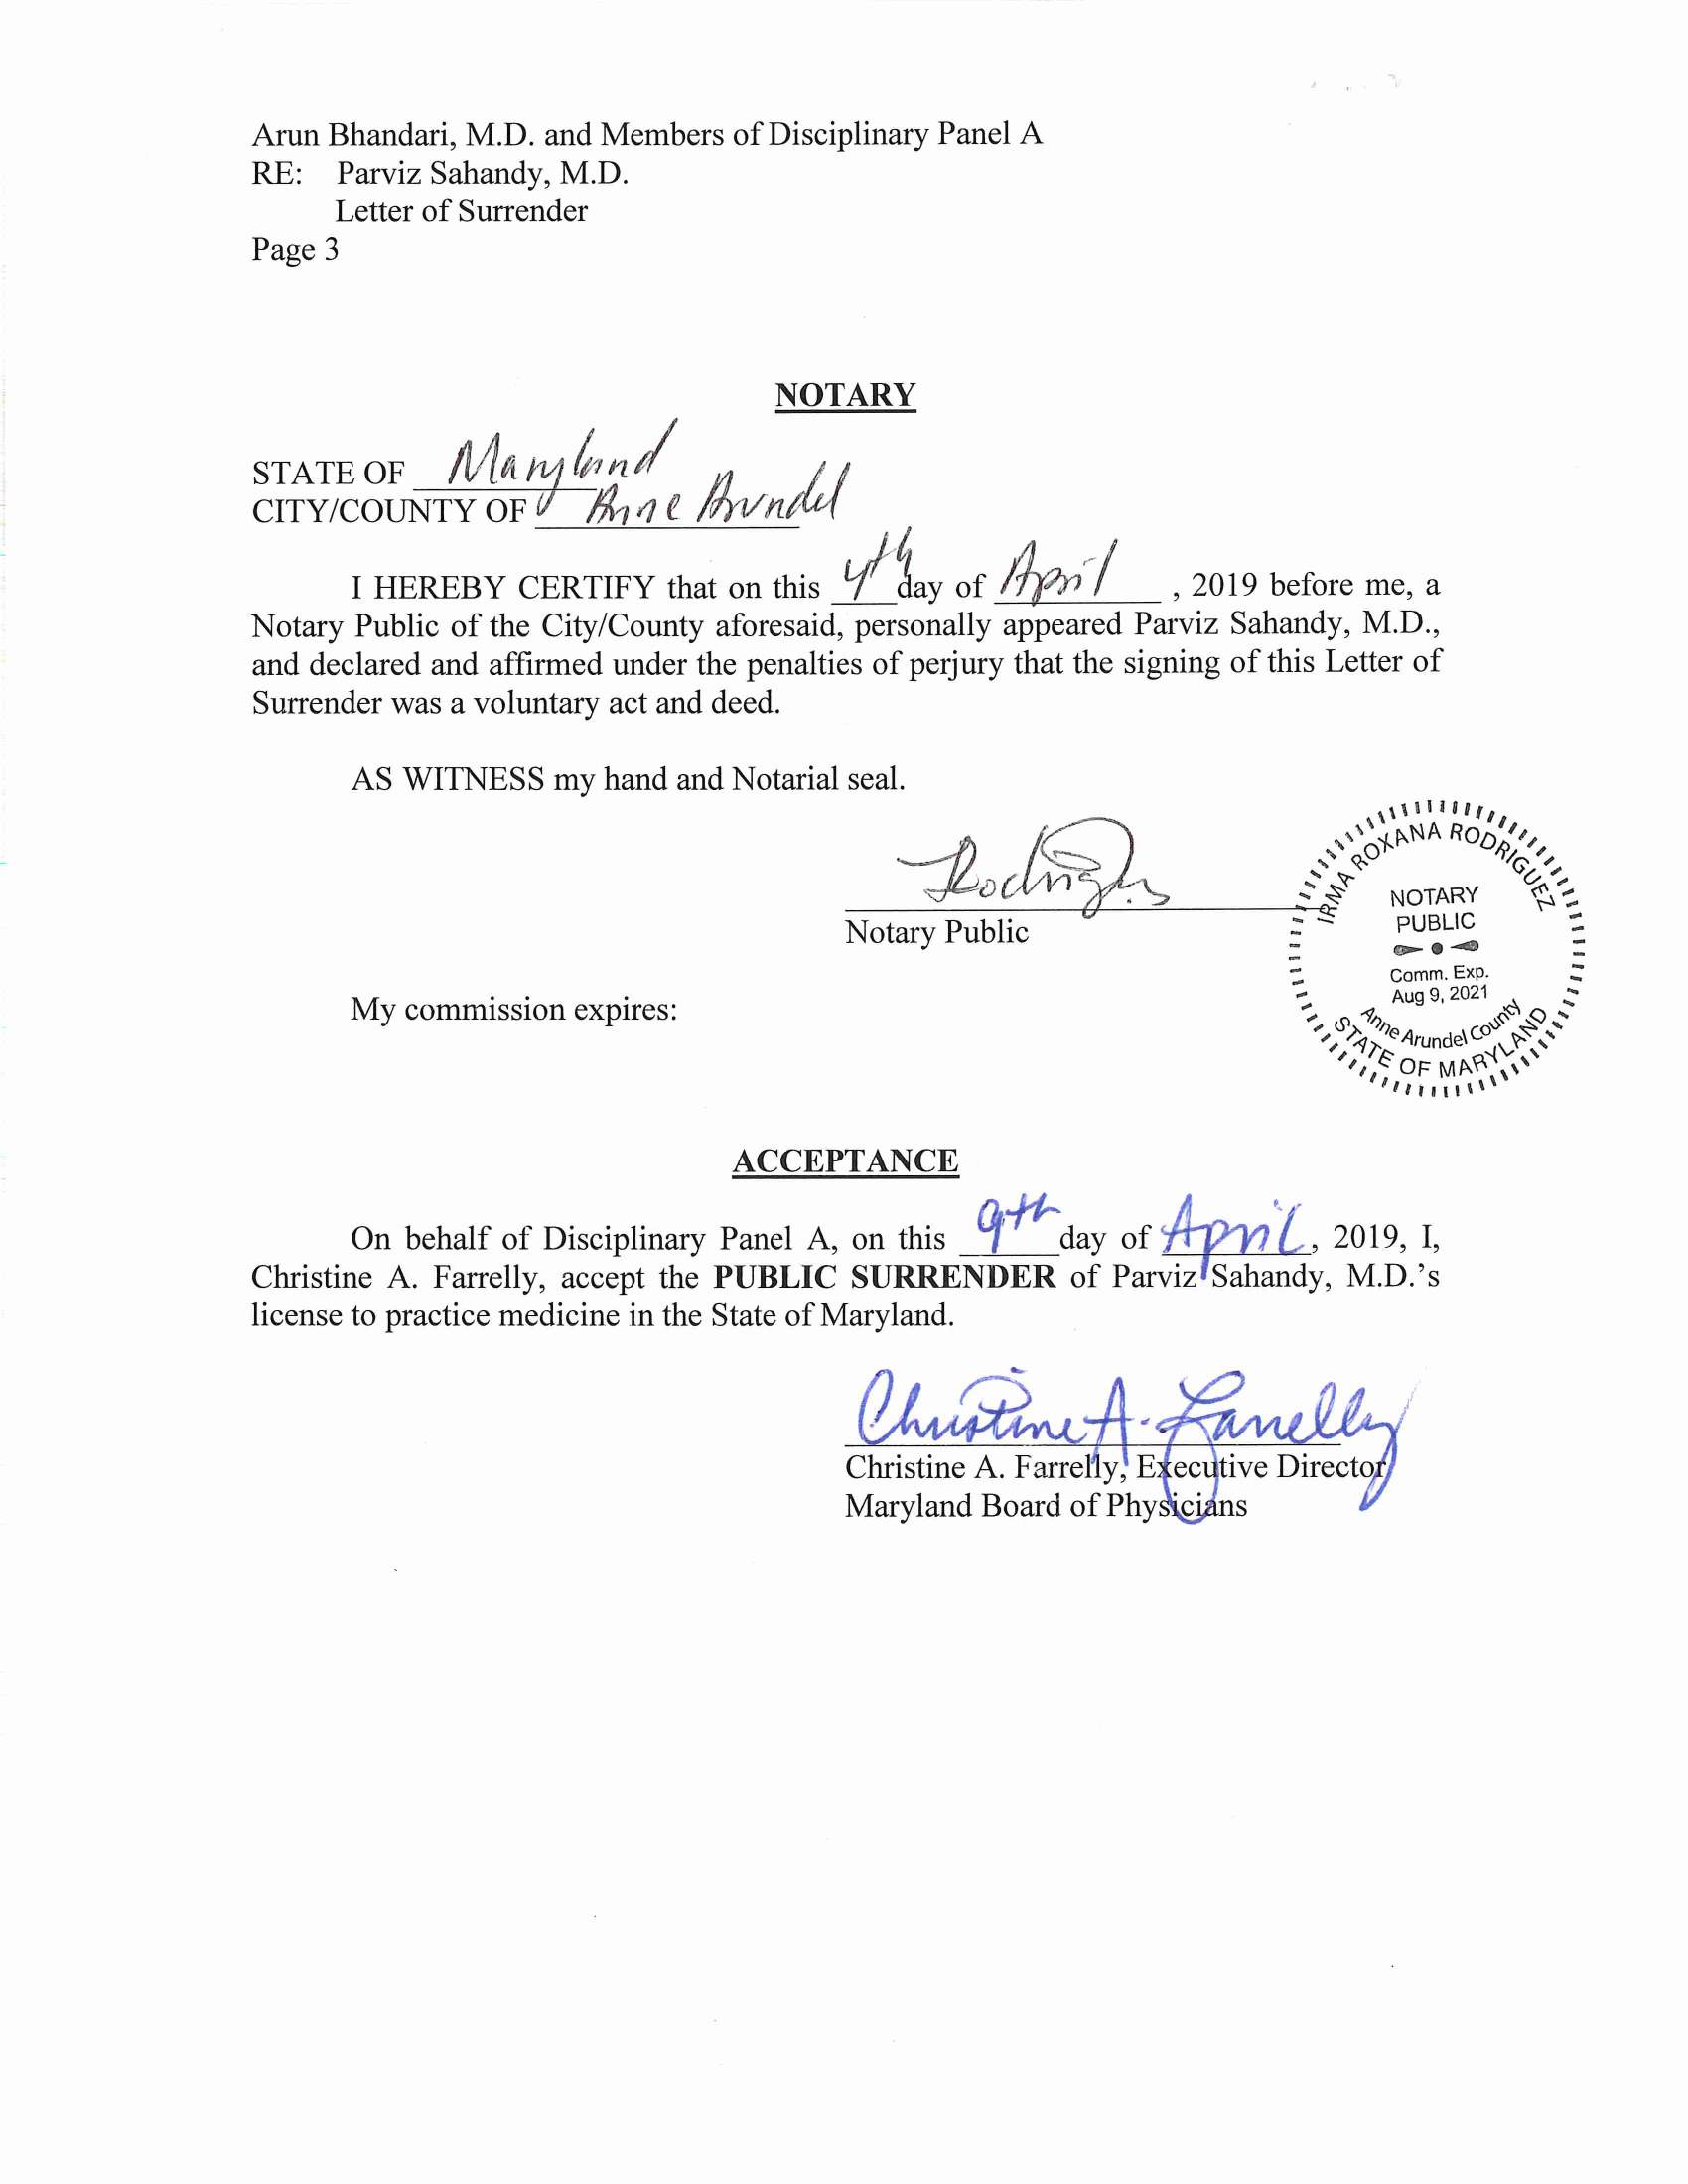 Arun Bhandari, M.D. and Members of Disciplinary Panel A
RE: Parviz Sahandy, M.D.
Letter of Surrender
Page 3
NOTARY
STATE OF Maryland
CITY/COUNTY OF Anne Arundel
I HEREBY CERTIFY that on this 4th day of April, 2019 before me, a
Notary Public of the City/County aforesaid, personally appeared Parviz Sahandy, M.D.,
and declared and affirmed under the penalties of perjury that the signing of this Letter of
Surrender was a voluntary act and deed.
AS WITNESS my hand and Notarial seal.
Rodriguez
Notary Public
IRMA ROXANA RODRIGUEZ
NOTARY
PUBLIC
Comm. Exp.
Aug 9, 2021
Anne Arundel County
STATE OF MARYLAND
My commission expires:
ACCEPTANCE
On behalf of Disciplinary Panel A, on this 9th day of April, 2019, I,
Christine A. Farrelly, accept the PUBLIC SURRENDER of Parviz Sahandy, M.D.'s
license to practice medicine in the State of Maryland.
Christine A. Farrelly
Christine A. Farrelly, Executive Director
Maryland Board of Physicians